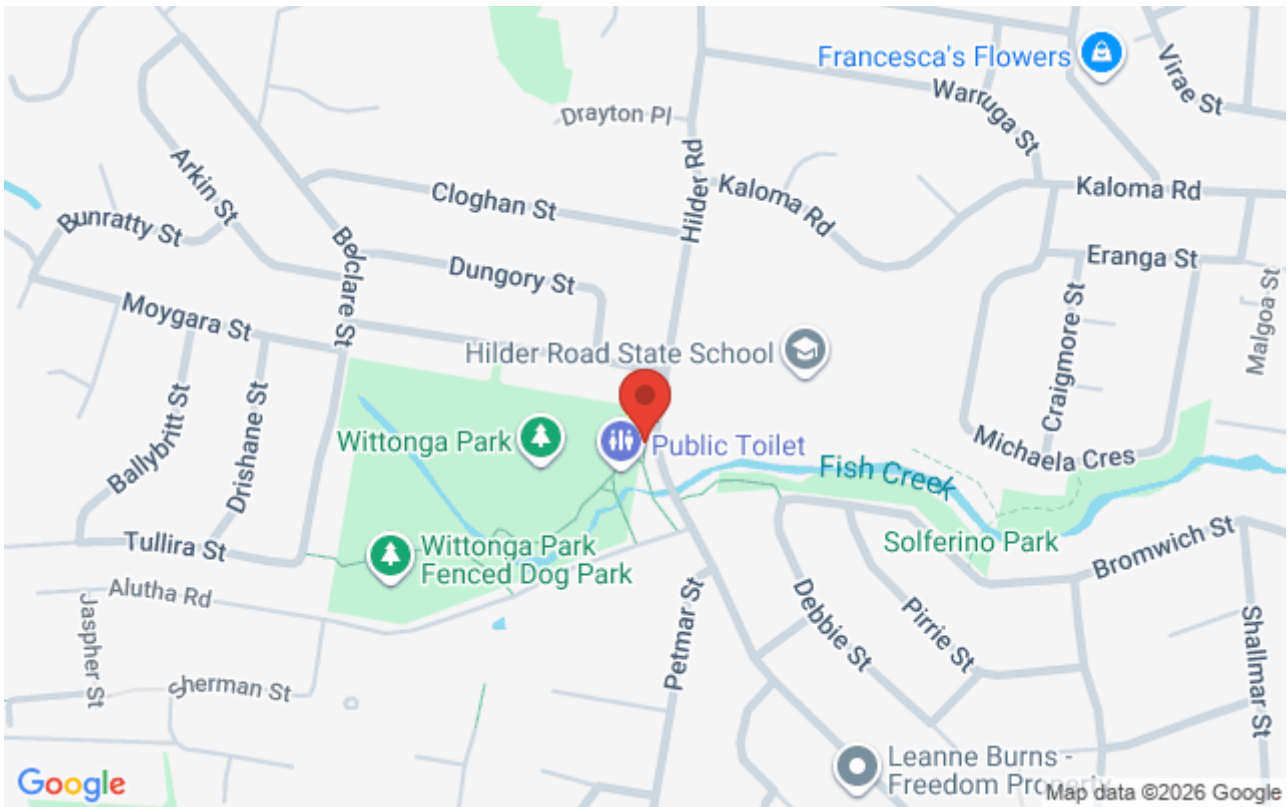 Francesca's Flowers
Virae St
Warruga St
Drayton Pl
Hilder Rd
Kaloma Rd
Kaloma Rd
Arkin St
Cloghan St
Bunratty St
Belclare St
Dungory St
Eranga St
Moygara St
Craigmore St
Malgoa St
Hilder Road State School
Ballybritt St
Drishane St
Wittonga Park
Public Toilet
Michaela Cres
Fish Creek
Solferino Park
Tullira St
Wittonga Park
Fenced Dog Park
Bromwich St
Alutha Rd
Jaspher St
Petmar St
Debbie St
Pirrie St
Shallmar St
Sherman St
Leanne Burns -
Freedom Property
Google
Map data ©2026 Google